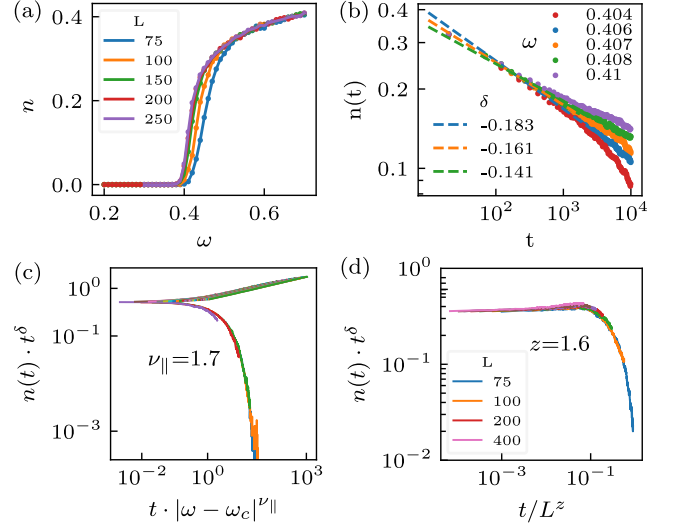 (a)
L
75
100
150
200
250
n
0.4
0.2
0.0
0.2
0.4
0.6
ω
(b)
n(t)
0.4
0.3
0.2
0.1
ω
0.404
0.406
0.407
0.408
0.41
δ
-0.183
-0.161
-0.141
10²
10³
10⁴
t
(c)
n(t) · t^δ
10⁰
10⁻¹
10⁻³
ν_∥=1.7
10⁻²
10⁰
10³
t · |ω − ω_c|^ν_∥
(d)
n(t) · t^δ
10⁰
10⁻¹
10⁻²
z=1.6
L
75
100
200
400
10⁻³
10⁻¹
t/L^z